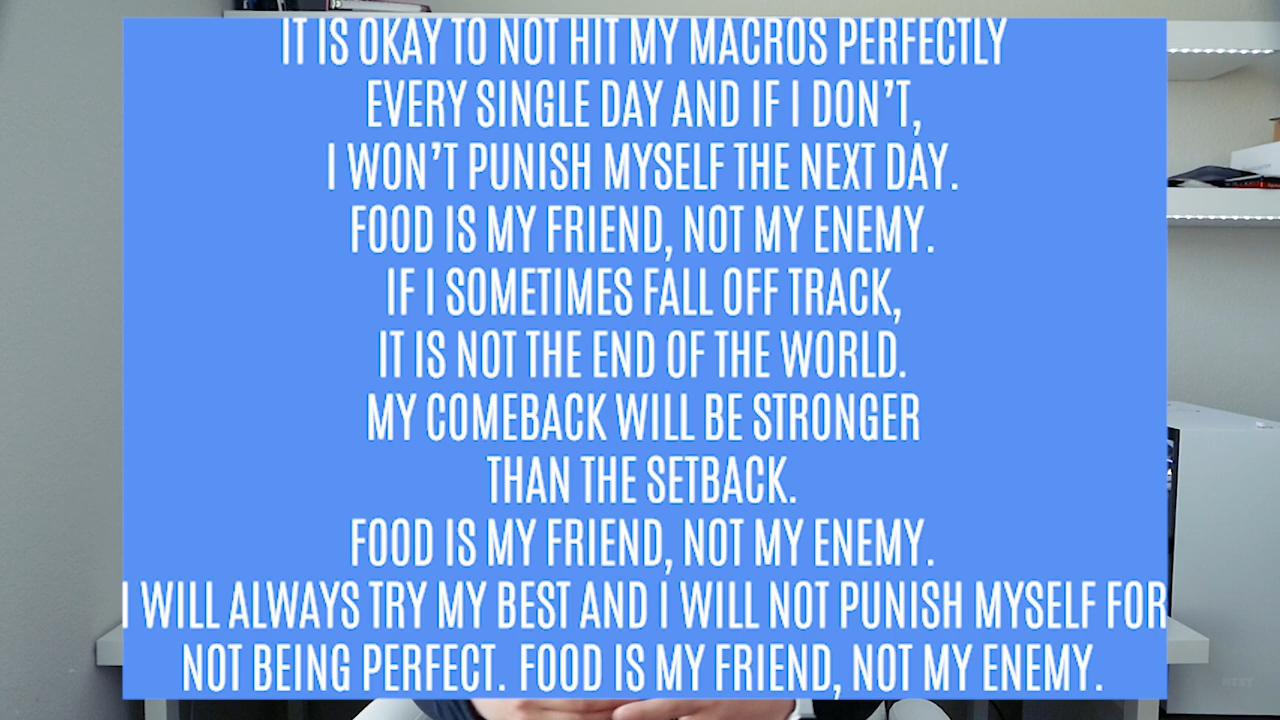 IT IS OKAY TO NOT HIT MY MACROS PERFECTLY
EVERY SINGLE DAY AND IF I DON'T,
I WON'T PUNISH MYSELF THE NEXT DAY.
FOOD IS MY FRIEND, NOT MY ENEMY.
IF I SOMETIMES FALL OFF TRACK,
IT IS NOT THE END OF THE WORLD.
MY COMEBACK WILL BE STRONGER
THAN THE SETBACK.
FOOD IS MY FRIEND, NOT MY ENEMY.
I WILL ALWAYS TRY MY BEST AND I WILL NOT PUNISH MYSELF FOR
NOT BEING PERFECT. FOOD IS MY FRIEND, NOT MY ENEMY.
NZXT